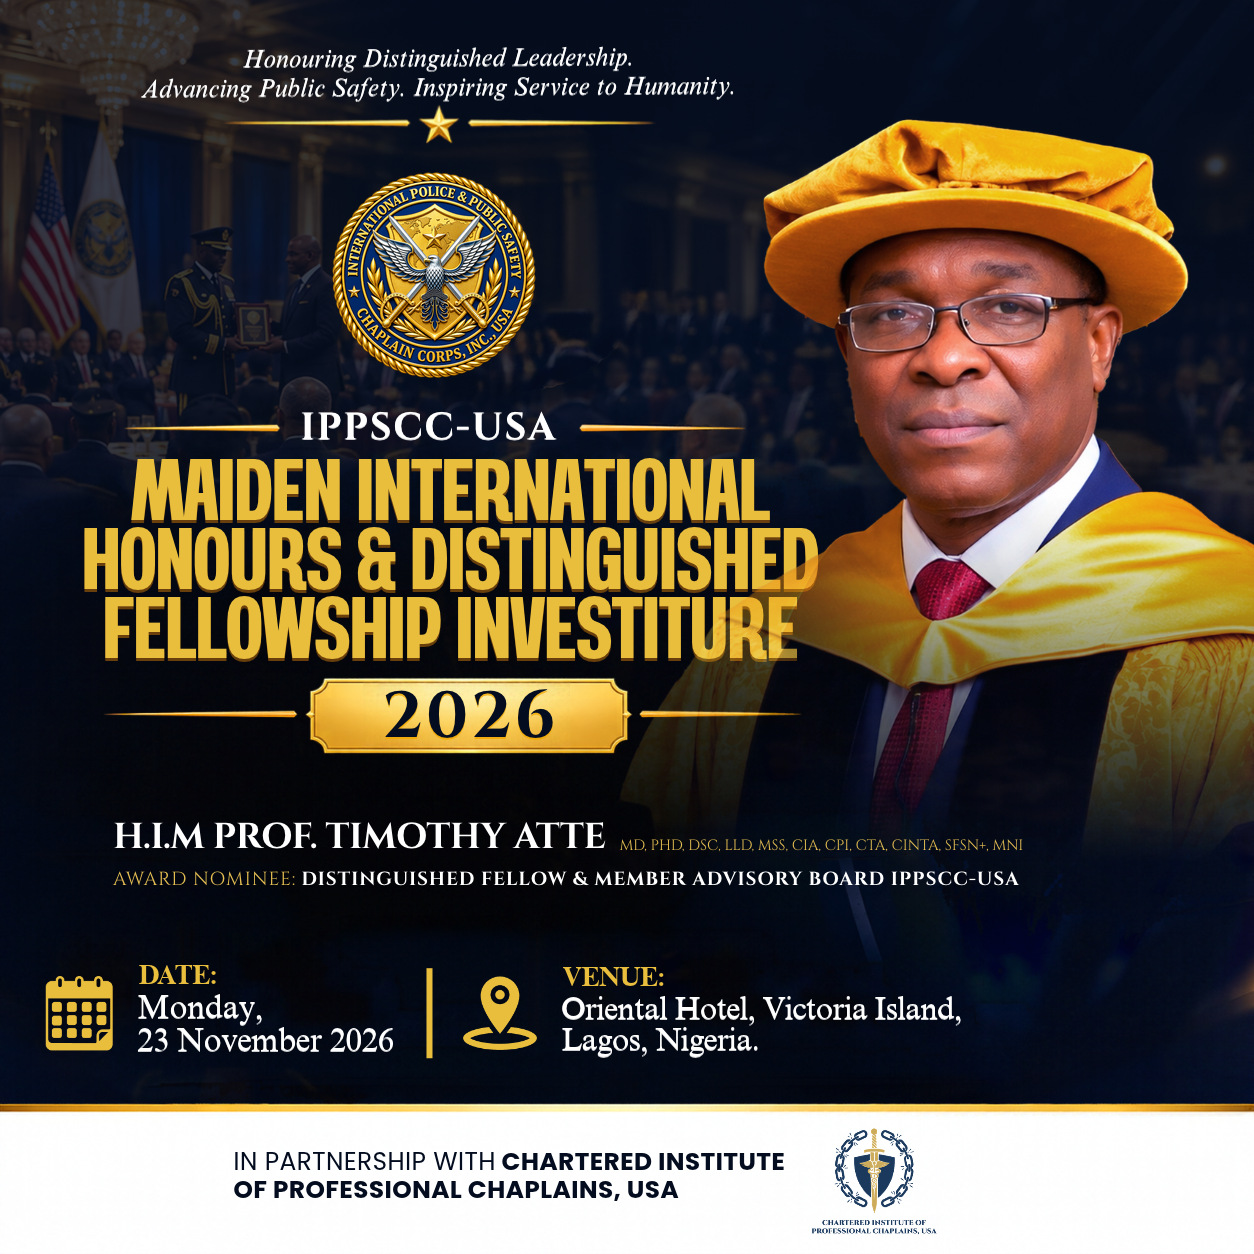 Honouring Distinguished Leadership.
Advancing Public Safety. Inspiring Service to Humanity.
INTERNATIONAL POLICE & PUBLIC SAFETY
CHAPLAIN CORPS, INC., USA
IPPSCC-USA
MAIDEN INTERNATIONAL
HONOURS & DISTINGUISHED
FELLOWSHIP INVESTITURE
2026
H.I.M PROF. TIMOTHY ATTE MD, PHD, DSC, LLD, MSS, CIA, CPI, CTA, CINTA, SFSN+, MNI
AWARD NOMINEE: DISTINGUISHED FELLOW & MEMBER ADVISORY BOARD IPPSCC-USA
DATE:
Monday,
23 November 2026
VENUE:
Oriental Hotel, Victoria Island,
Lagos, Nigeria.
IN PARTNERSHIP WITH CHARTERED INSTITUTE
OF PROFESSIONAL CHAPLAINS, USA
CHARTERED INSTITUTE OF
PROFESSIONAL CHAPLAINS, USA